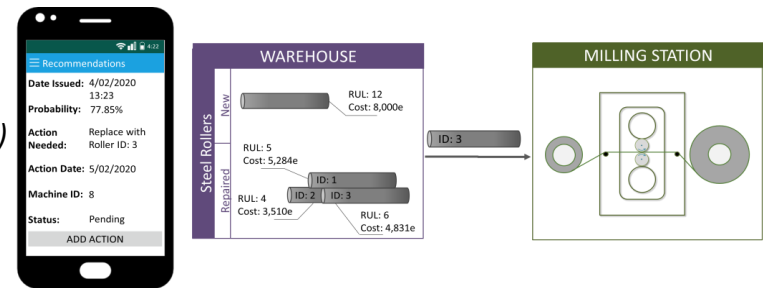 4:22
Recommendations
Date Issued: 4/02/2020
13:23
Probability: 77.85%
Action Needed: Replace with Roller ID: 3
Action Date: 5/02/2020
Machine ID: 8
Status: Pending
ADD ACTION
)
WAREHOUSE
Steel Rollers
New
RUL: 12
Cost: 8,000e
Repaired
RUL: 5
Cost: 5,284e
ID: 1
RUL: 4
Cost: 3,510e
ID: 2
ID: 3
RUL: 6
Cost: 4,831e
ID: 3
MILLING STATION